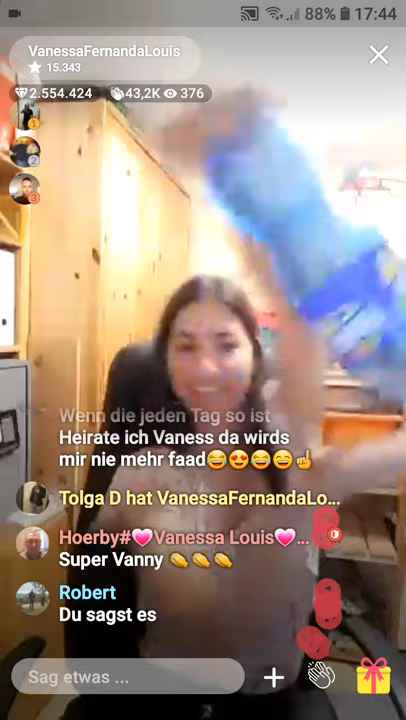 88% 17:44
VanessaFernandaLouis
15.343
2.554.424 43,2K 376
1
2
3
Wenn die jeden Tag so ist
Heirate ich Vaness da wirds
mir nie mehr faad😂😍😂😄☝
Tolga D hat VanessaFernandaLo...
Hoerby#💗Vanessa Louis💗...
Super Vanny 👏👏👏
Robert
Du sagst es
Sag etwas ...